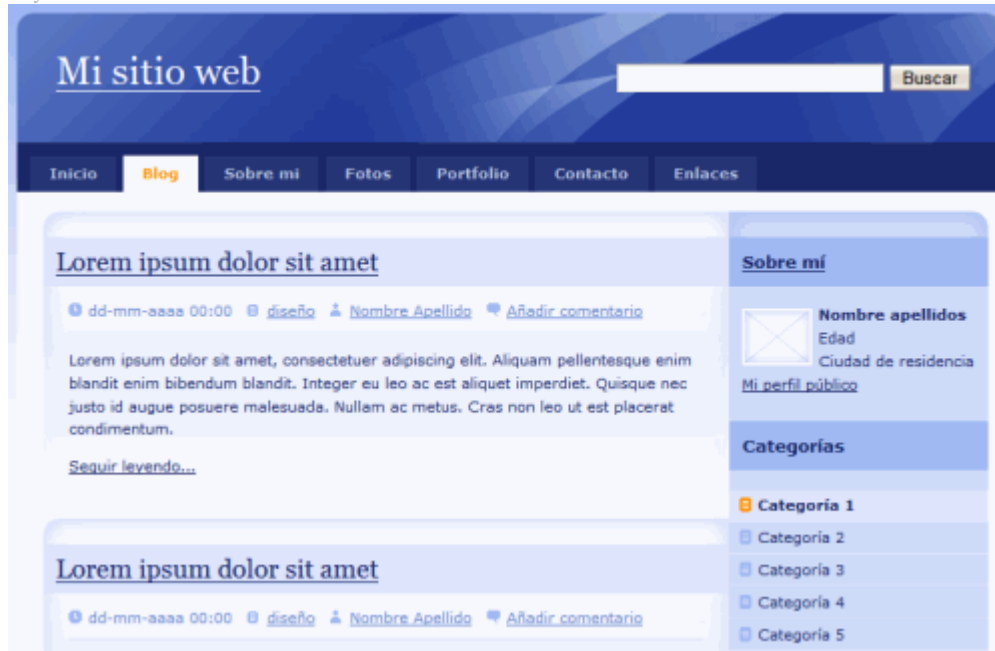 Mi sitio web
Buscar
Inicio Blog Sobre mi Fotos Portfolio Contacto Enlaces
Lorem ipsum dolor sit amet
dd-mm-aaaa 00:00 diseño Nombre Apellido Añadir comentario
Lorem ipsum dolor sit amet, consectetuer adipiscing elit. Aliquam pellentesque enim
blandit enim bibendum blandit. Integer eu leo ac est aliquet imperdiet. Quisque nec
justo id augue posuere malesuada. Nullam ac metus. Cras non leo ut est placerat
condimentum.
Seguir leyendo...
Lorem ipsum dolor sit amet
dd-mm-aaaa 00:00 diseño Nombre Apellido Añadir comentario
Sobre mí
Nombre apellidos
Edad
Ciudad de residencia
Mi perfil público
Categorías
Categoría 1
Categoría 2
Categoría 3
Categoría 4
Categoría 5